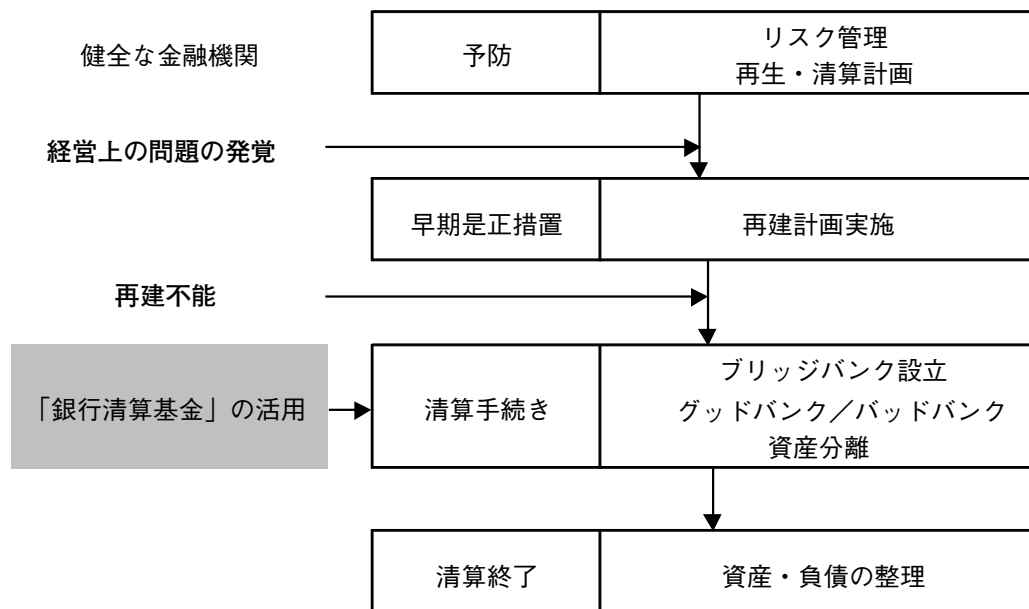 健全な金融機関
予防
リスク管理
再生・清算計画
経営上の問題の発覚
早期是正措置
再建計画実施
再建不能
「銀行清算基金」の活用
清算手続き
ブリッジバンク設立
グッドバンク／バッドバンク
資産分離
清算終了
資産・負債の整理